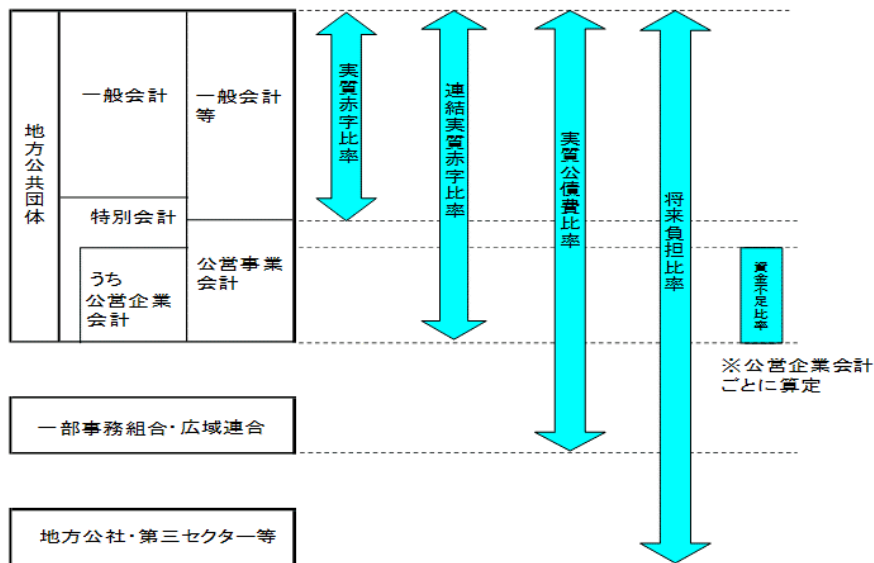 地方公共団体
一般会計
一般会計
等
特別会計
うち
公営企業
会計
公営事業
会計
実質赤字比率
連結実質赤字比率
実質公債費比率
将来負担比率
資金不足比率
※公営企業会計
ごとに算定
一部事務組合・広域連合
地方公社・第三セクター等